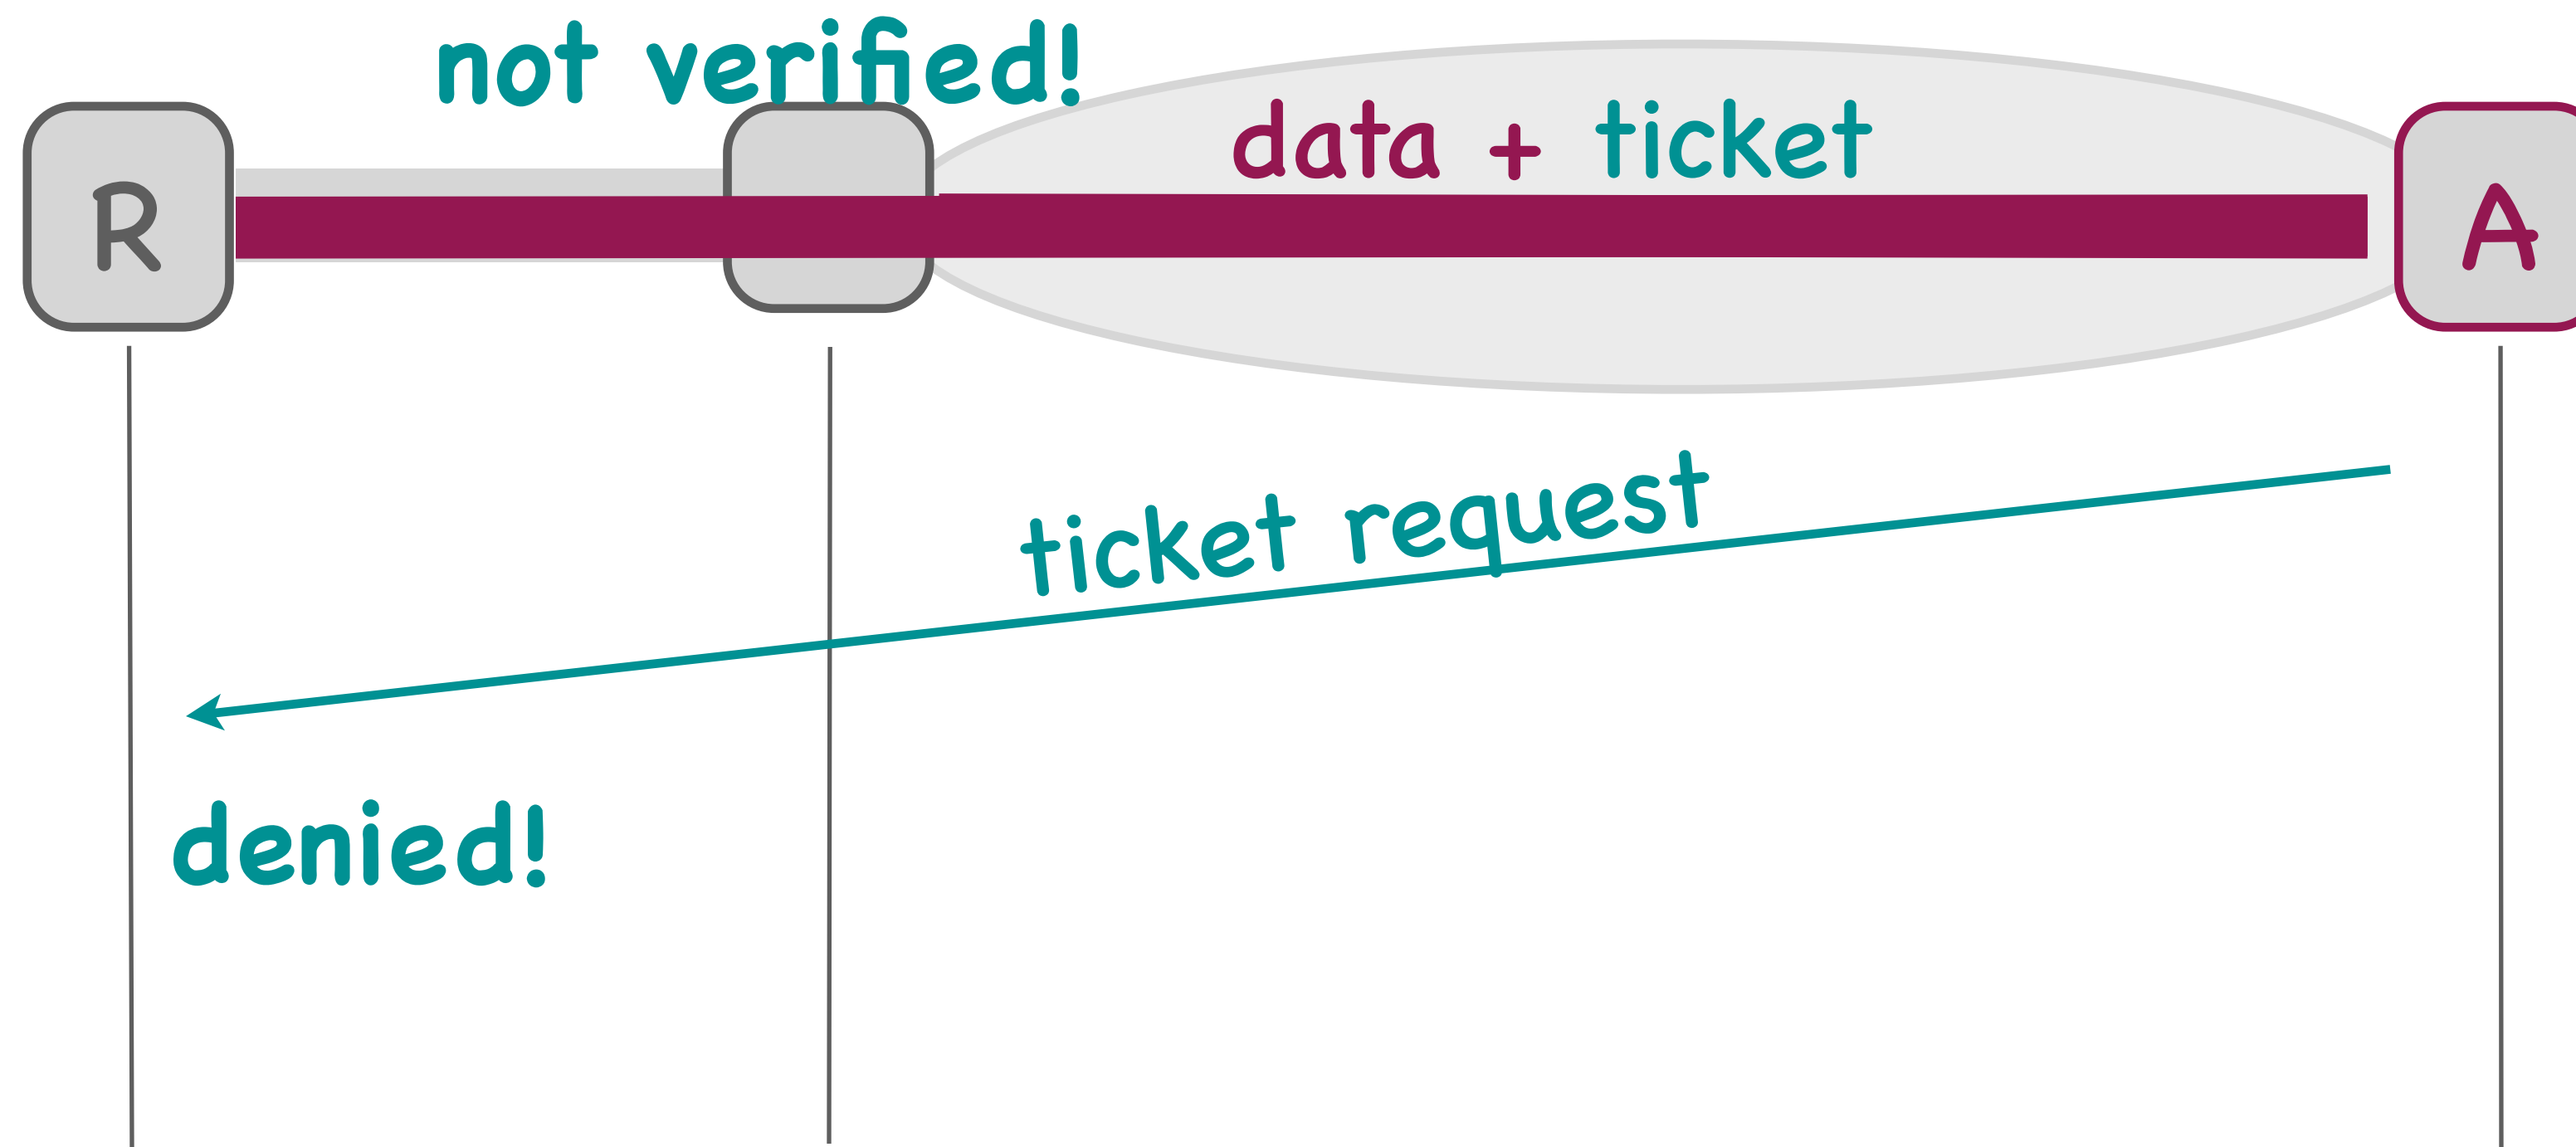 not verified!
data + ticket
R
A
ticket request
denied!